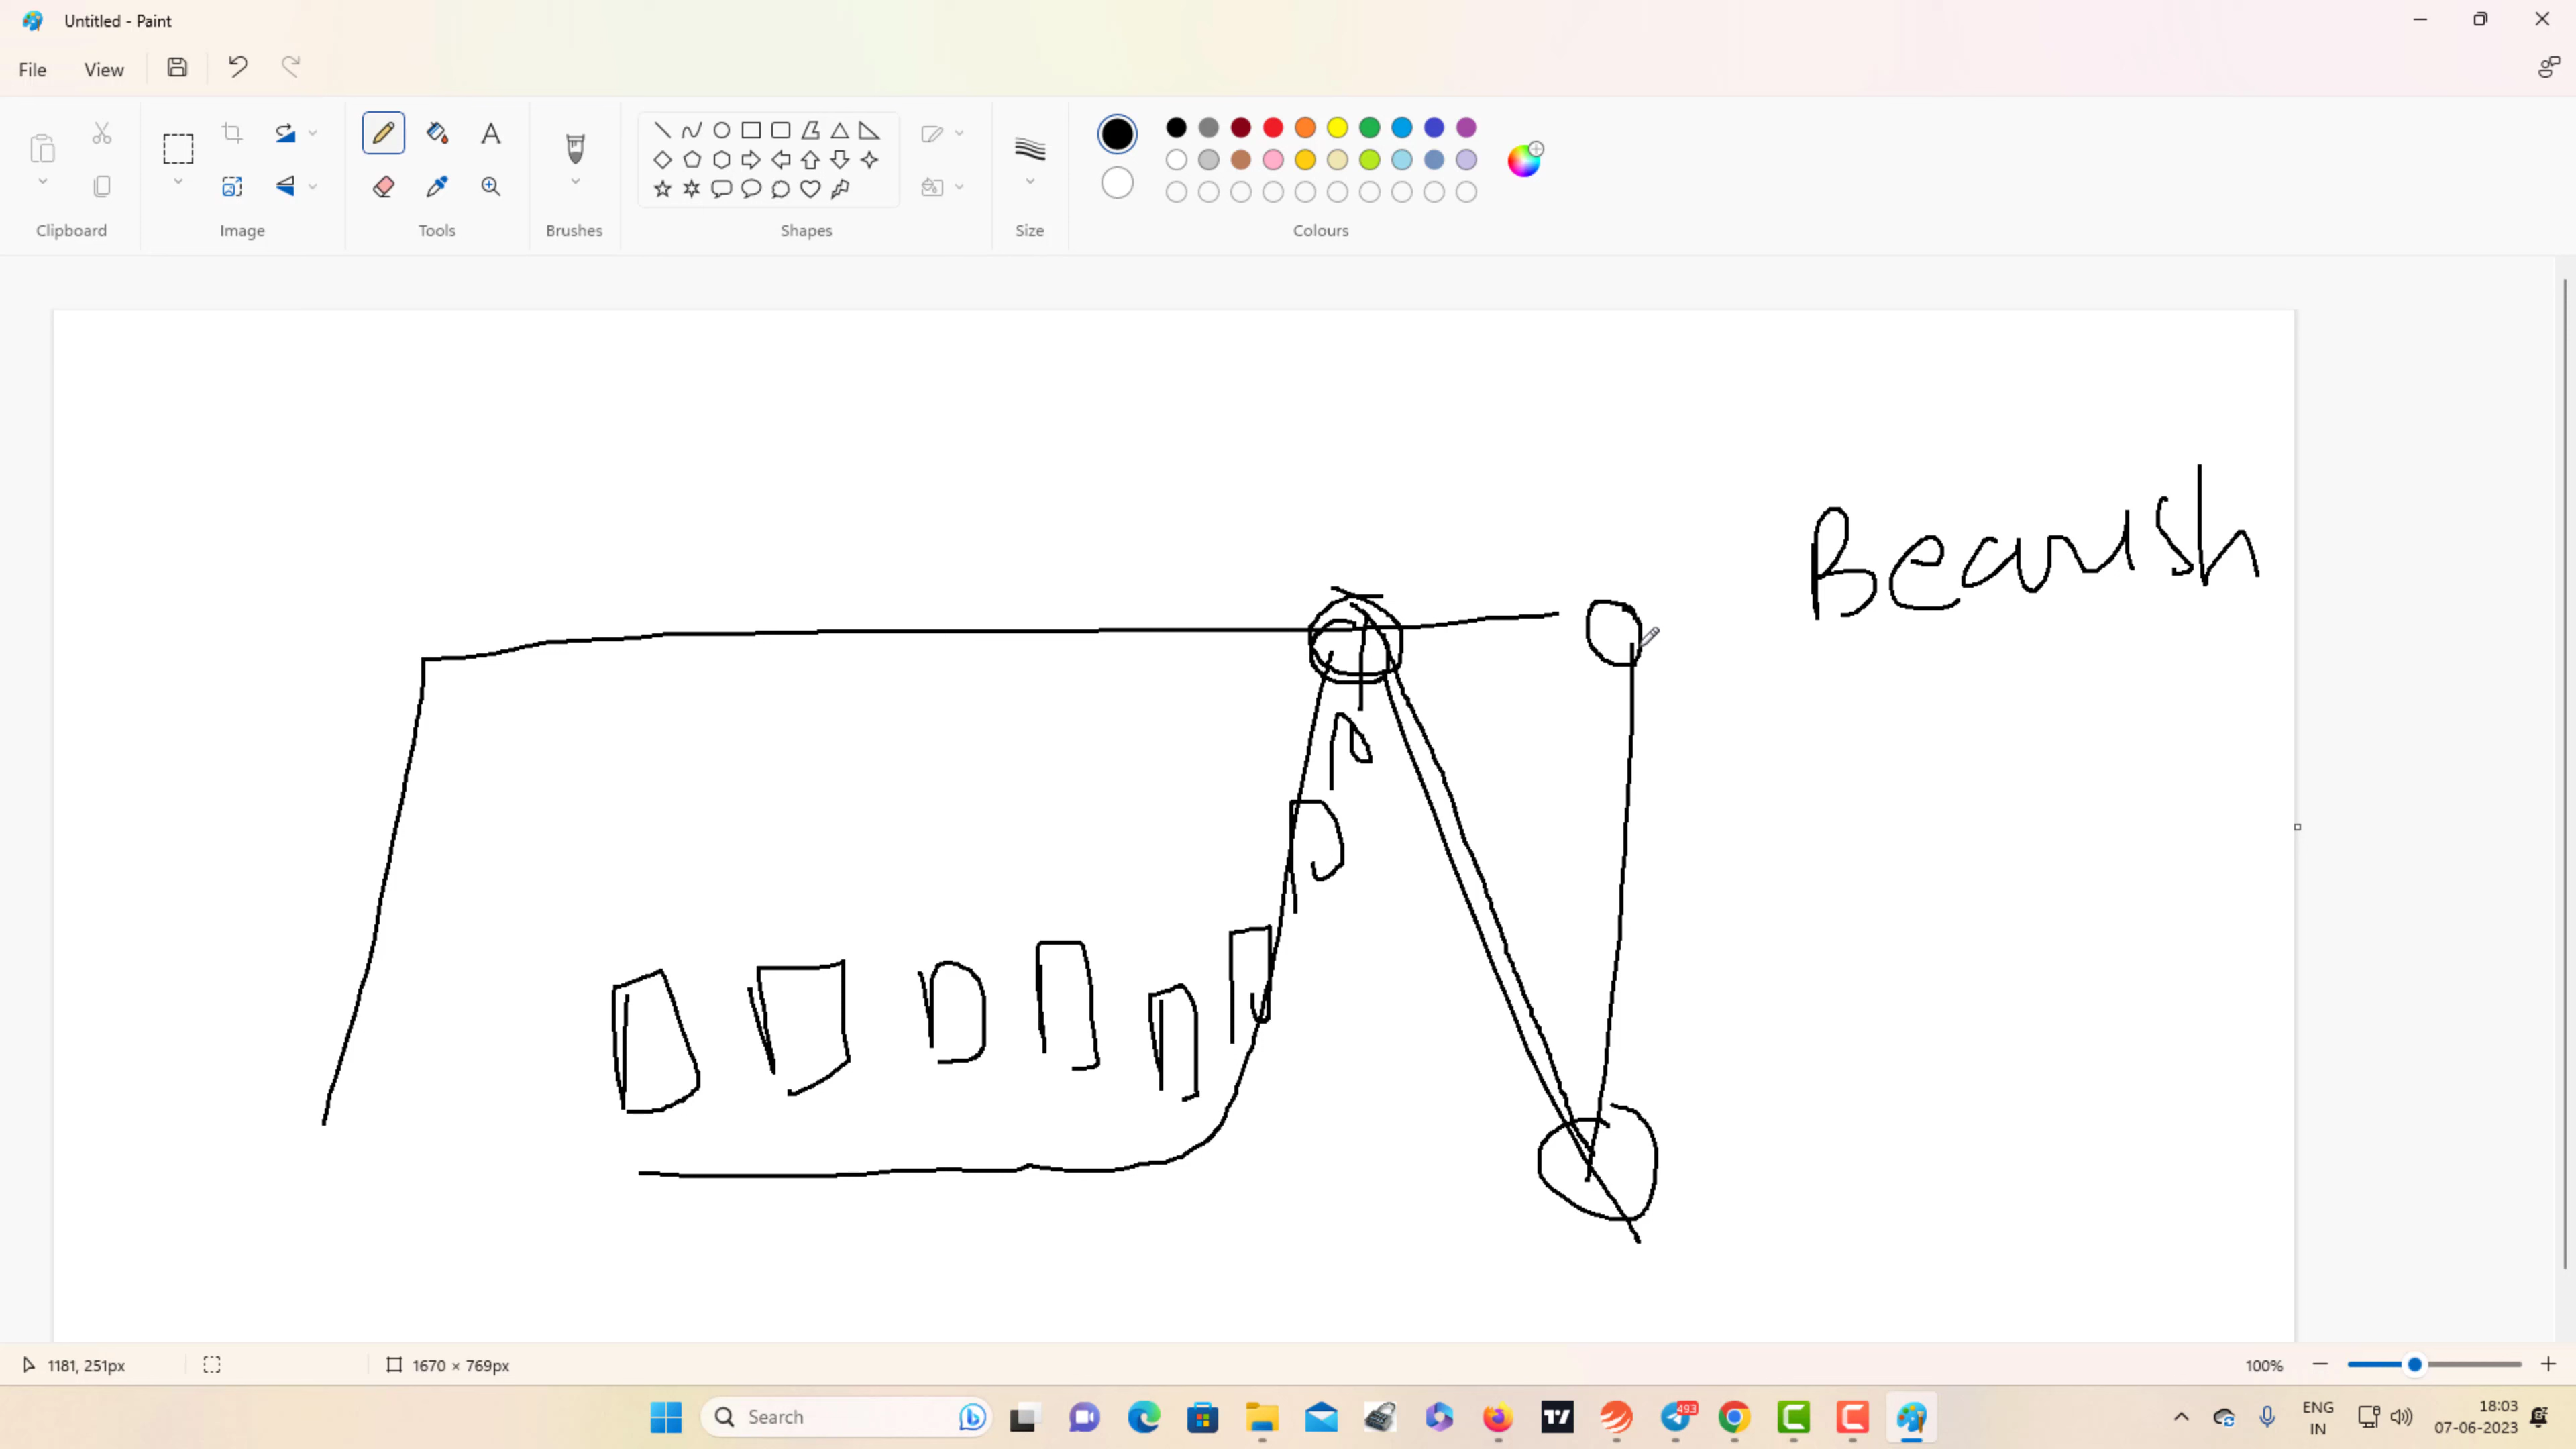 Untitled - Paint
File View
Clipboard Image Tools Brushes Shapes Size Colours
Bearish
1181, 251px 1670 × 769px 100%
Search 493 ENG 18:03
IN 07-06-2023